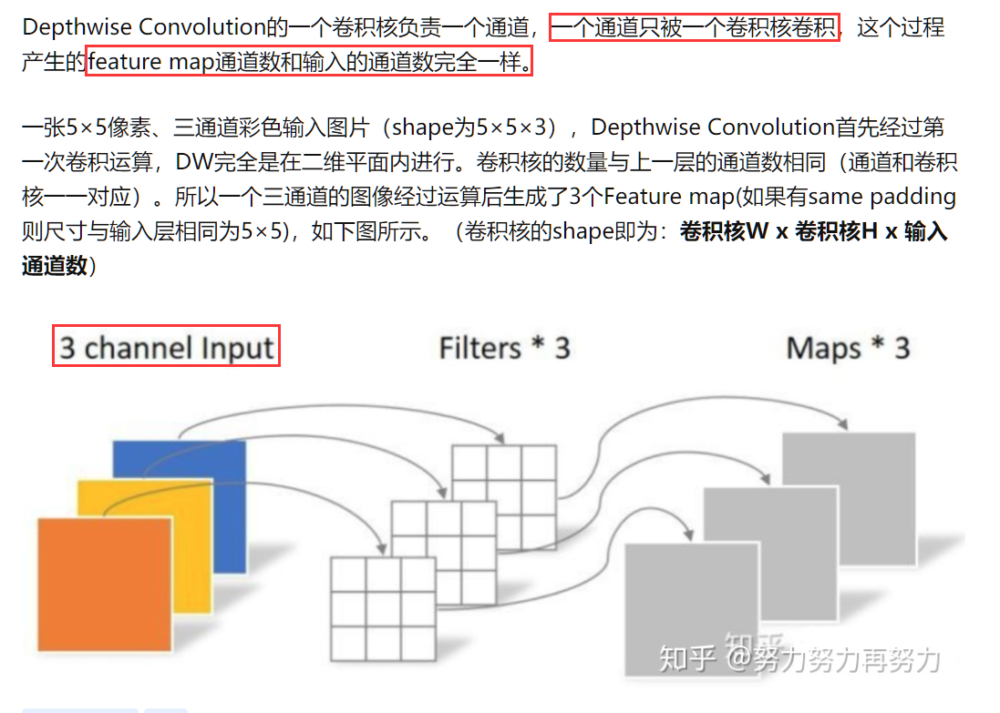 Depthwise Convolution的一个卷积核负责一个通道，一个通道只被一个卷积核卷积，这个过程
产生的feature map通道数和输入的通道数完全一样。
一张5×5像素、三通道彩色输入图片（shape为5×5×3），Depthwise Convolution首先经过第
一次卷积运算，DW完全是在二维平面内进行。卷积核的数量与上一层的通道数相同（通道和卷积
核一一对应）。所以一个三通道的图像经过运算后生成了3个Feature map(如果有same padding
则尺寸与输入层相同为5×5)，如下图所示。（卷积核的shape即为：卷积核W x 卷积核H x 输入
通道数）
3 channel Input
Filters * 3
Maps * 3
知乎
知乎 @努力努力再努力